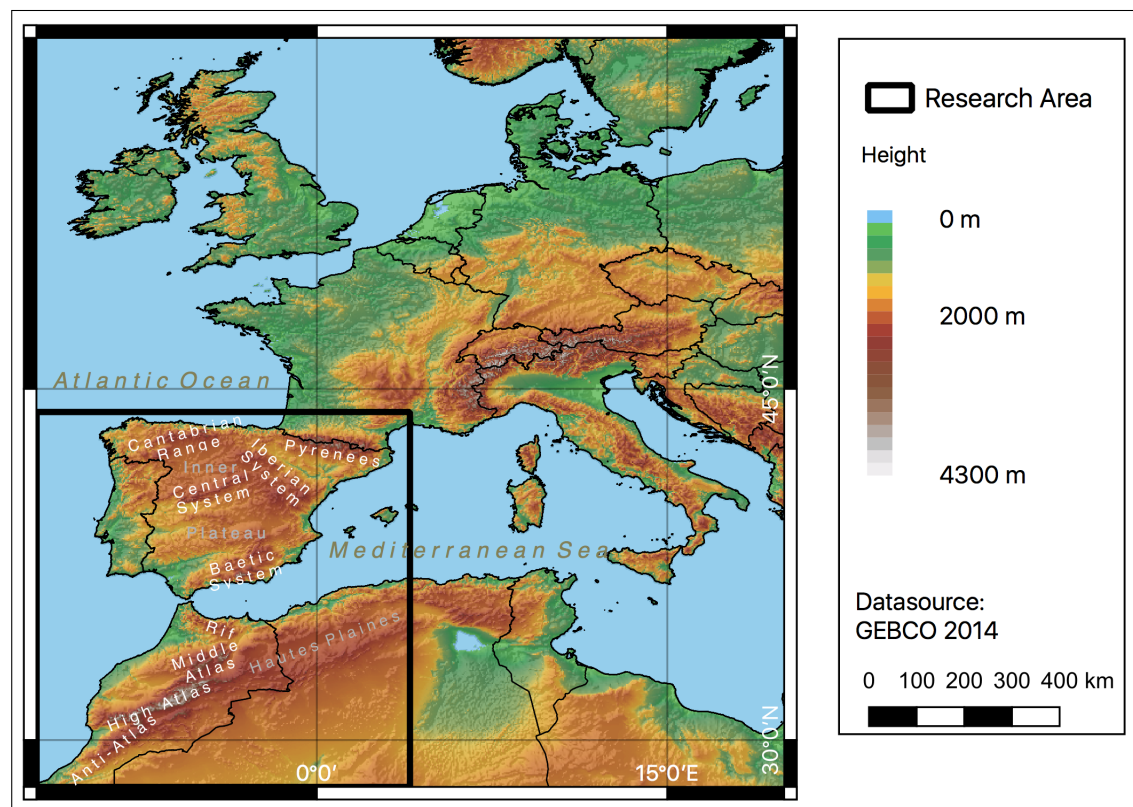 Atlantic Ocean
Cantabrian
Range
Pyrenees
Iberian
System
Inner
Central
System
Plateau
Baetic
System
Mediterranean Sea
Rif
Middle
Atlas
Hautes Plaines
High Atlas
Anti-Atlas
45°0'N
30°0'N
0°0'
15°0'E
Research Area
Height
0 m
2000 m
4300 m
Datasource:
GEBCO 2014
0 100 200 300 400 km